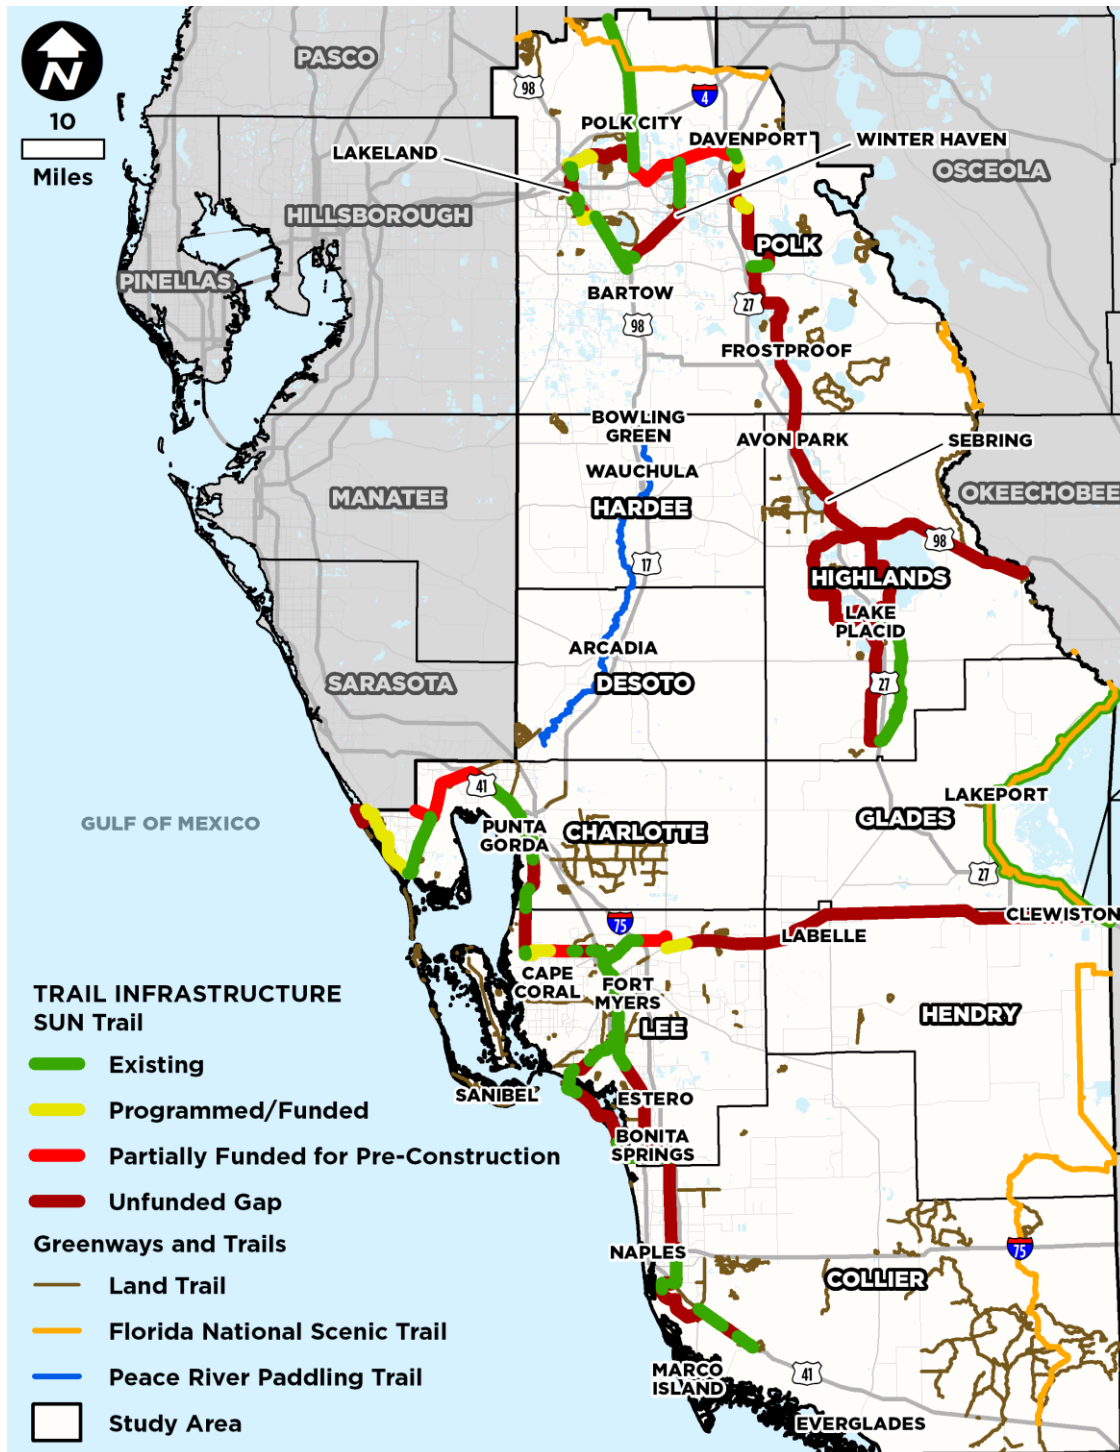 N
10
Miles
PASCO
98
4
POLK CITY
DAVENPORT
WINTER HAVEN
LAKELAND
OSCEOLA
HILLSBOROUGH
POLK
PINELLAS
BARTOW
27
98
FROSTPROOF
BOWLING
GREEN
AVON PARK
SEBRING
WAUCHULA
MANATEE
HARDEE
OKEECHOBEE
98
17
HIGHLANDS
LAKE
PLACID
ARCADIA
SARASOTA
DESOTO
27
41
LAKEPORT
GULF OF MEXICO
PUNTA
GORDA
CHARLOTTE
GLADES
27
75
CLEWISTON
LABELLE
CAPE
CORAL
FORT
MYERS
HENDRY
LEE
TRAIL INFRASTRUCTURE
SUN Trail
Existing
SANIBEL
ESTERO
Programmed/Funded
BONITA
SPRINGS
Partially Funded for Pre-Construction
Unfunded Gap
Greenways and Trails
NAPLES
75
Land Trail
COLLIER
Florida National Scenic Trail
Peace River Paddling Trail
MARCO
ISLAND
41
Study Area
EVERGLADES